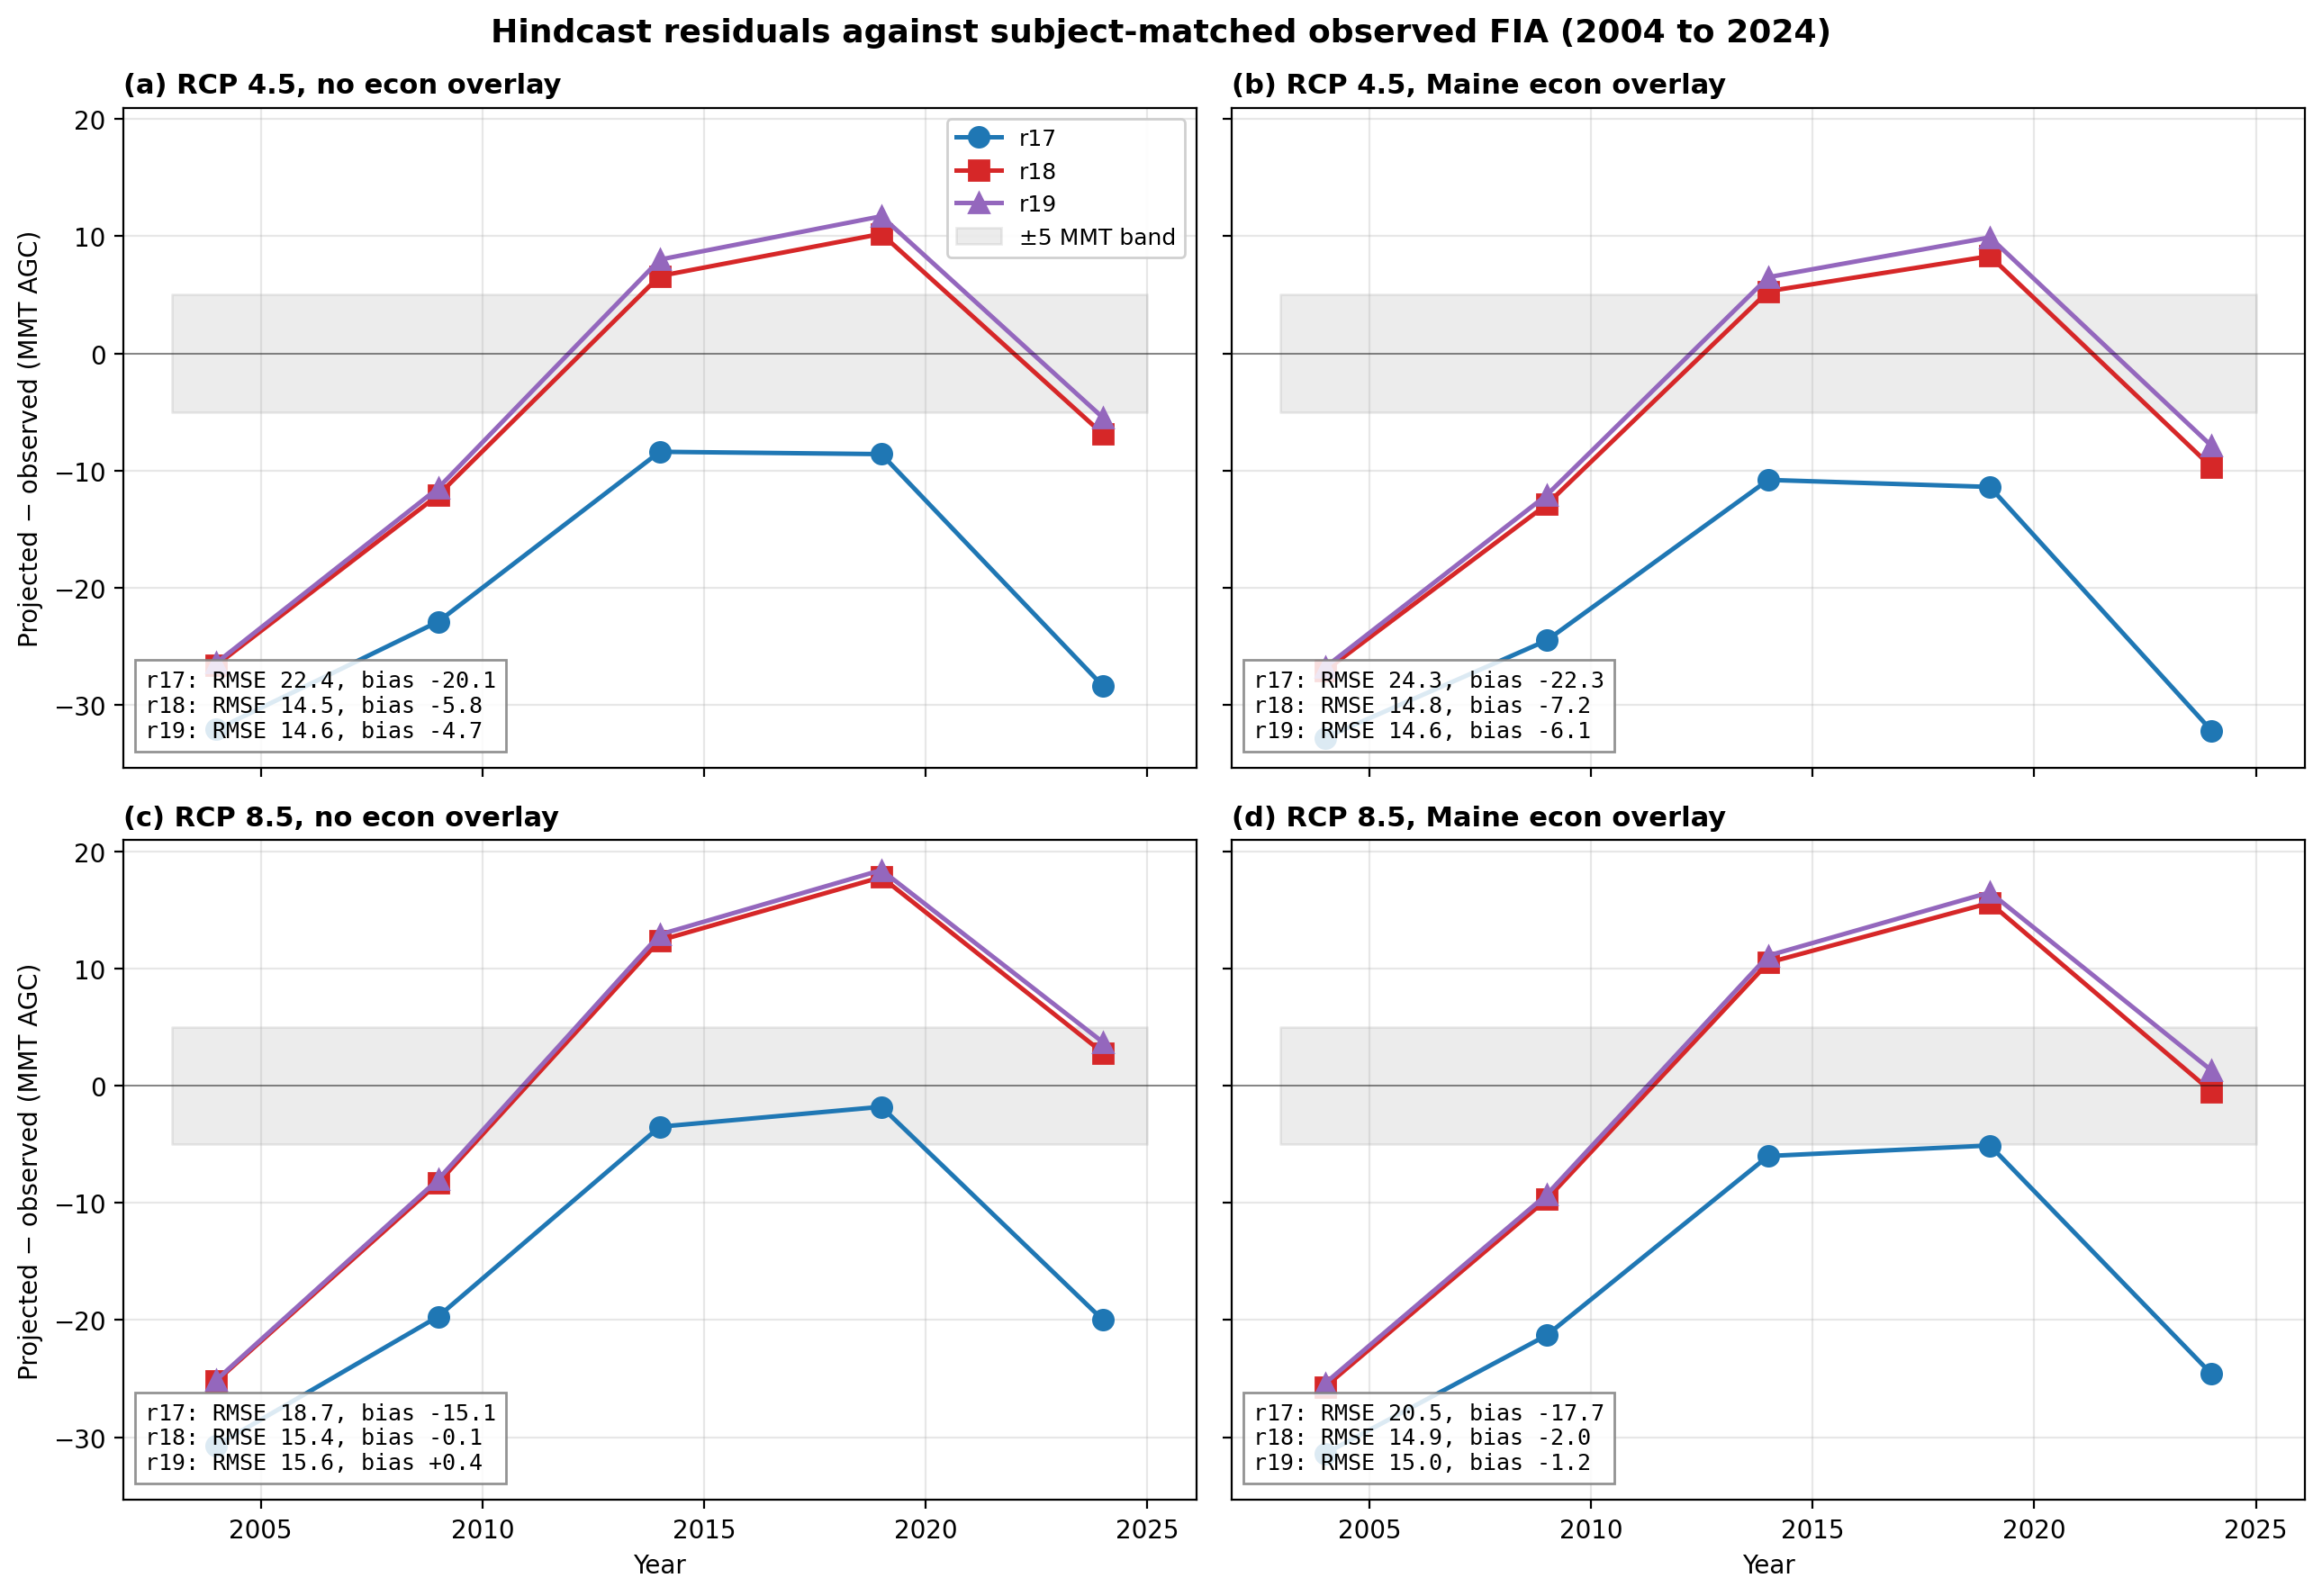 Hindcast residuals against subject-matched observed FIA (2004 to 2024)
(a) RCP 4.5, no econ overlay
20
10
0
−10
−20
−30
Projected − observed (MMT AGC)
r17
r18
r19
±5 MMT band
r17: RMSE 22.4, bias -20.1
r18: RMSE 14.5, bias -5.8
r19: RMSE 14.6, bias -4.7
(b) RCP 4.5, Maine econ overlay
r17: RMSE 24.3, bias -22.3
r18: RMSE 14.8, bias -7.2
r19: RMSE 14.6, bias -6.1
(c) RCP 8.5, no econ overlay
20
10
0
−10
−20
−30
Projected − observed (MMT AGC)
r17: RMSE 18.7, bias -15.1
r18: RMSE 15.4, bias -0.1
r19: RMSE 15.6, bias +0.4
2005 2010 2015 2020 2025
Year
(d) RCP 8.5, Maine econ overlay
r17: RMSE 20.5, bias -17.7
r18: RMSE 14.9, bias -2.0
r19: RMSE 15.0, bias -1.2
2005 2010 2015 2020 2025
Year